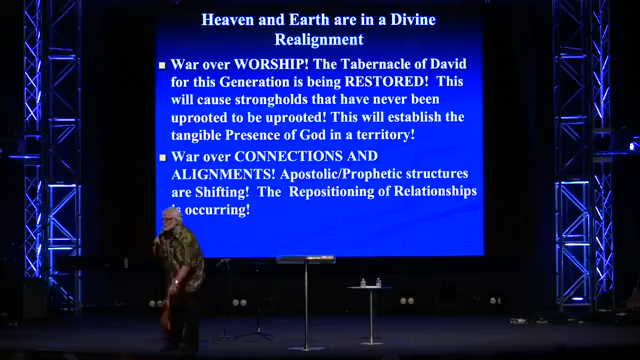 Heaven and Earth are in a Divine
Realignment
War over WORSHIP! The Tabernacle of David
for this Generation is being RESTORED! This
will cause strongholds that have never been
uprooted to be uprooted! This will establish the
tangible Presence of God in a territory!
War over CONNECTIONS AND
ALIGNMENTS! Apostolic/Prophetic structures
are Shifting! The Repositioning of Relationships
is occurring!